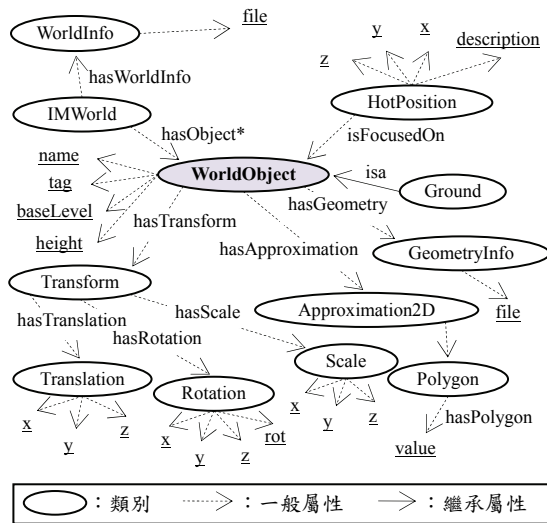 WorldInfo
file
hasWorldInfo
IMWorld
hasObject*
z
y
x
description
HotPosition
isFocusedOn
name
tag
baseLevel
height
WorldObject
isa
Ground
hasGeometry
GeometryInfo
file
hasTransform
hasApproximation
Transform
Approximation2D
hasTranslation
hasRotation
hasScale
Translation
x
y
z
Rotation
x
y
z
rot
Scale
x
y
z
Polygon
hasPolygon
value
：類別
：一般屬性
：繼承屬性